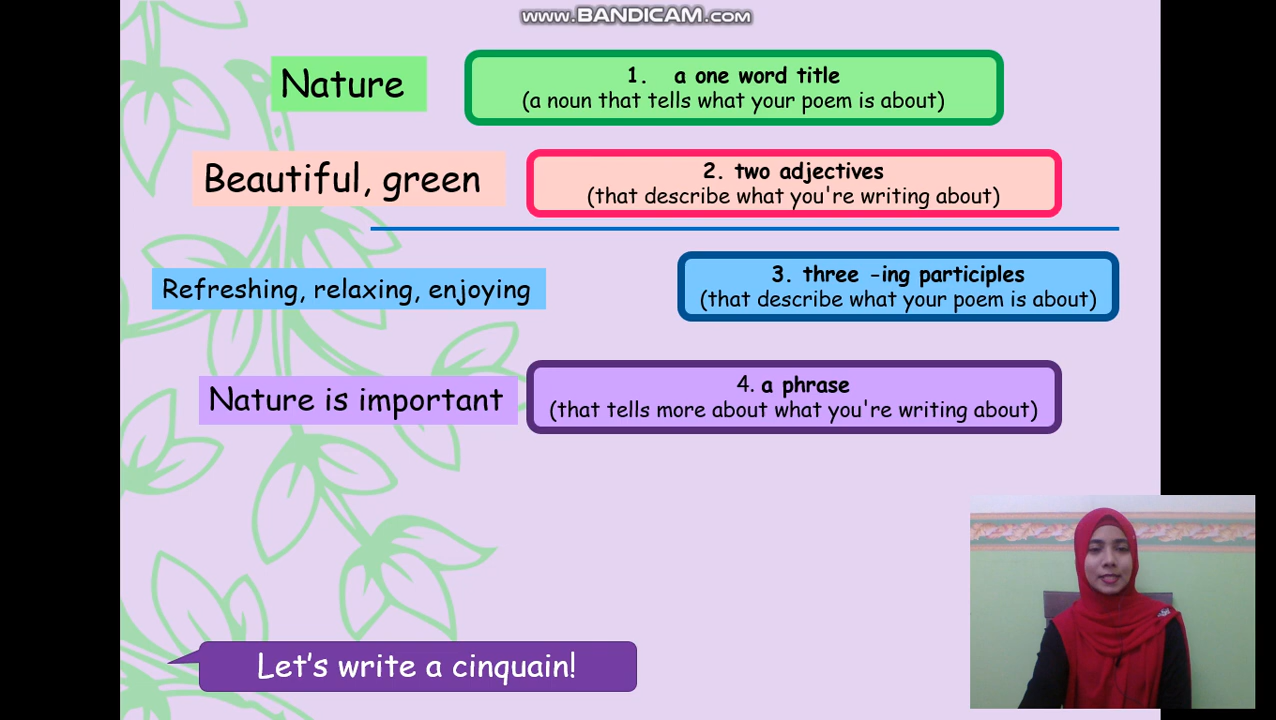 www.BANDICAM.com
Nature
1. a one word title
(a noun that tells what your poem is about)
Beautiful, green
2. two adjectives
(that describe what you're writing about)
Refreshing, relaxing, enjoying
3. three -ing participles
(that describe what your poem is about)
Nature is important
4. a phrase
(that tells more about what you're writing about)
Let's write a cinquain!